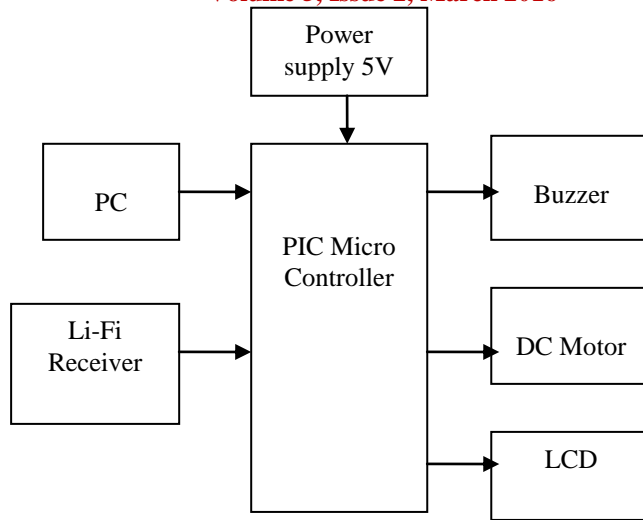 Power
supply 5V
PC
PIC Micro
Controller
Buzzer
Li-Fi
Receiver
DC Motor
LCD